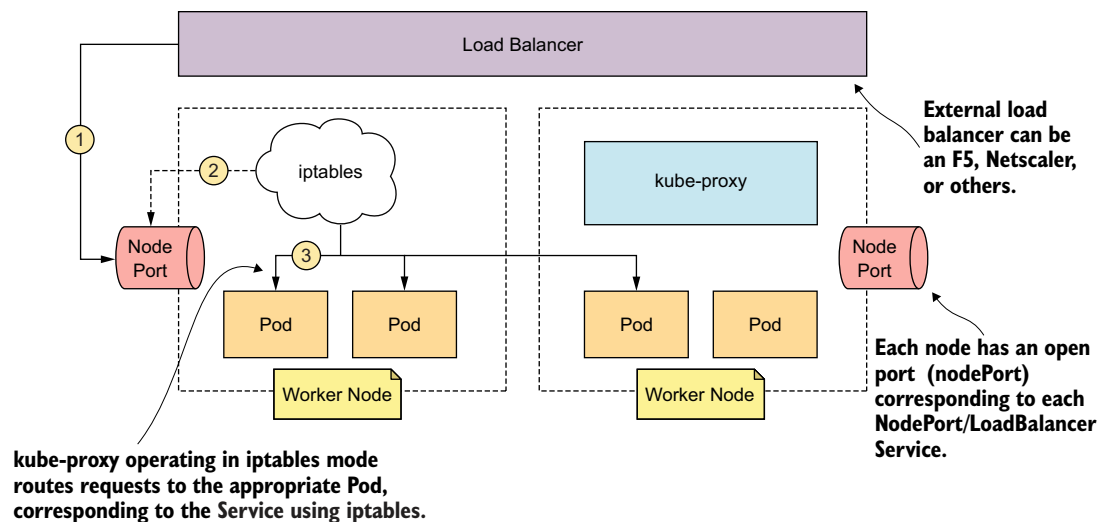 Load Balancer
External load
balancer can be
an F5, Netscaler,
or others.
1
2
iptables
kube-proxy
Node
Port
3
Node
Port
Pod
Pod
Pod
Pod
Worker Node
Worker Node
Each node has an open
port (nodePort)
corresponding to each
NodePort/LoadBalancer
Service.
kube-proxy operating in iptables mode
routes requests to the appropriate Pod,
corresponding to the Service using iptables.